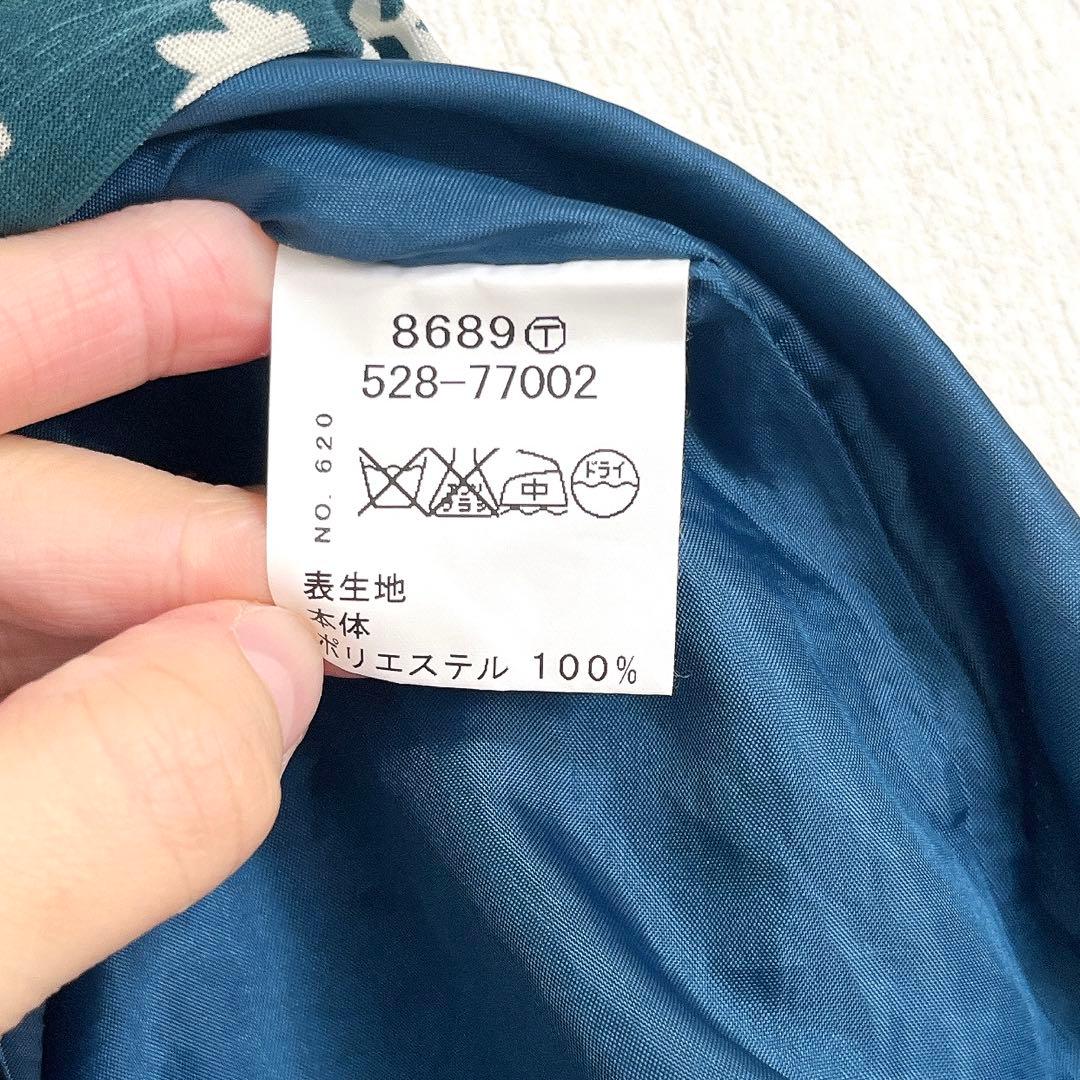 8689Ⓣ
528-77002
NO. 620
中
ドライ
表生地
本体
ポリエステル 100%